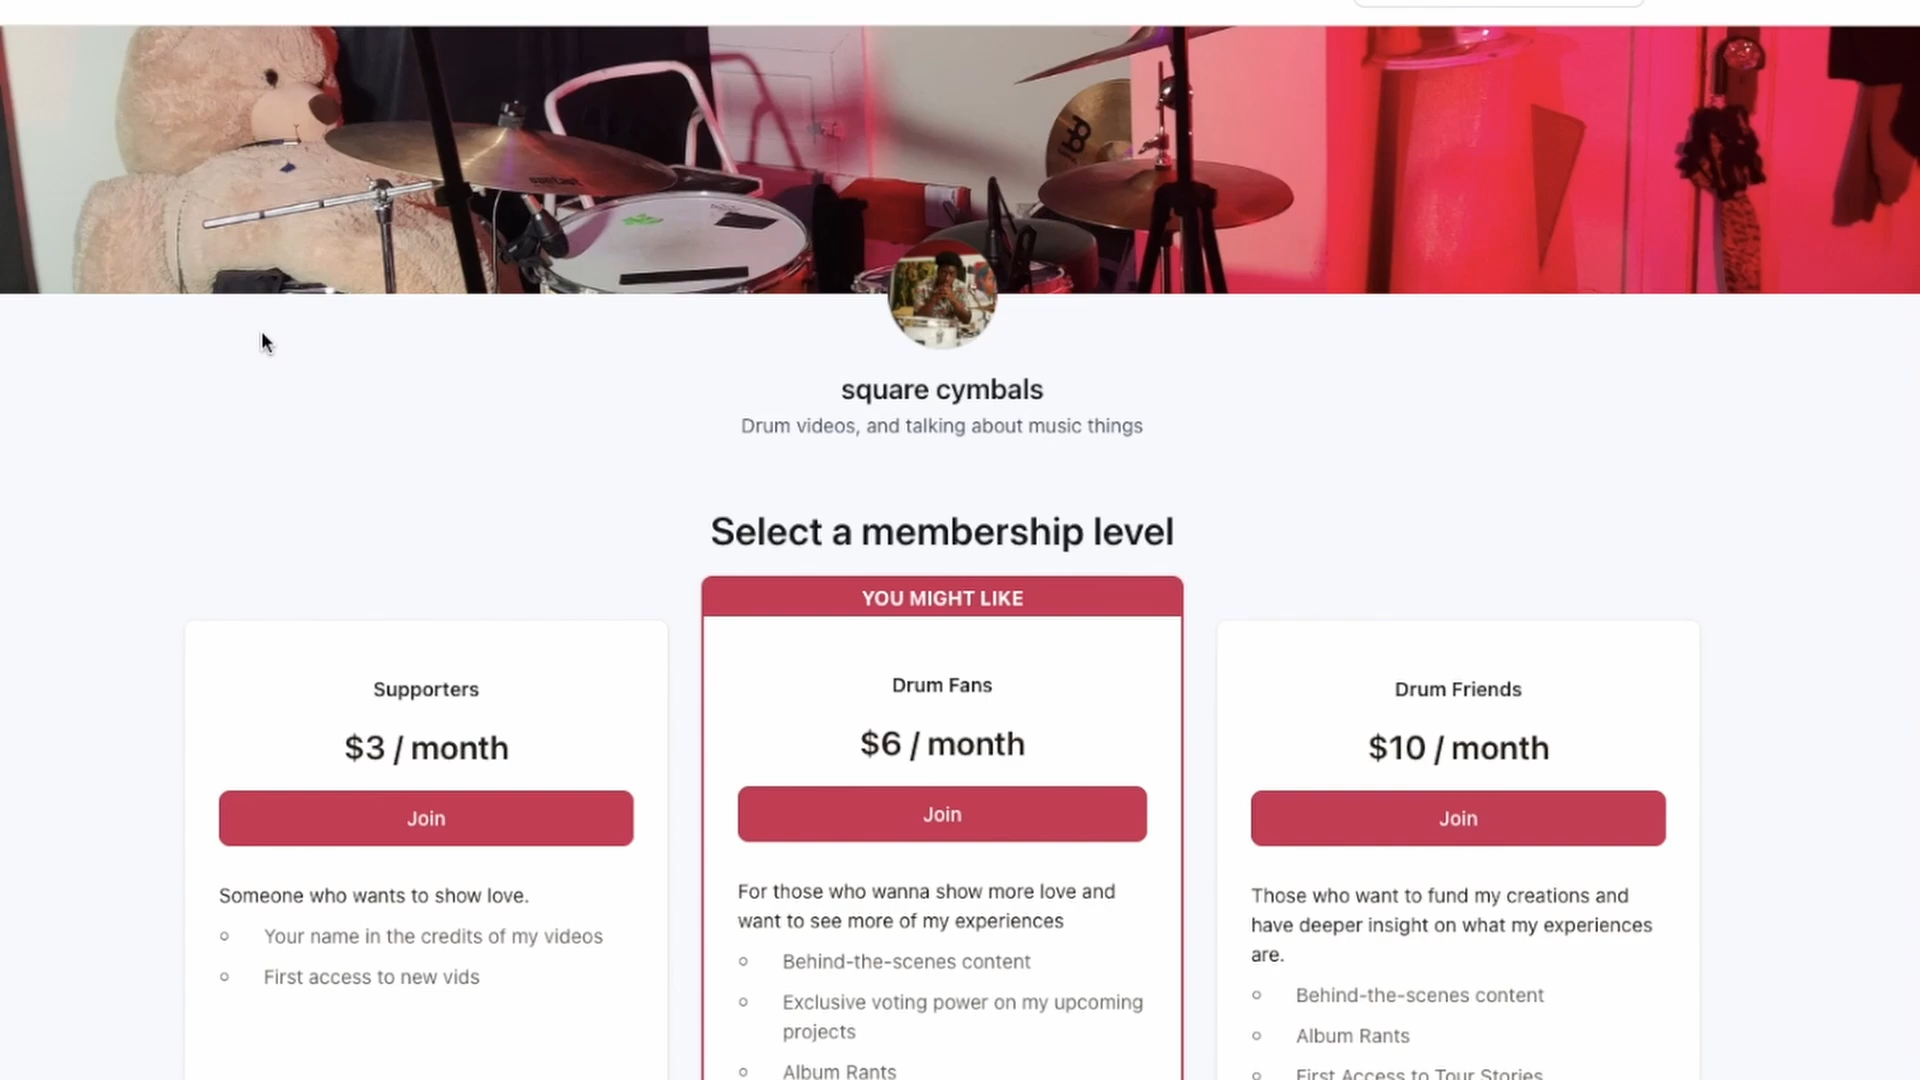 square cymbals
Drum videos, and talking about music things
Select a membership level
YOU MIGHT LIKE
Supporters
$3 / month
Join
Someone who wants to show love.
Your name in the credits of my videos
First access to new vids
Drum Fans
$6 / month
Join
For those who wanna show more love and
want to see more of my experiences
Behind-the-scenes content
Exclusive voting power on my upcoming
projects
Album Rants
Drum Friends
$10 / month
Join
Those who want to fund my creations and
have deeper insight on what my experiences
are.
Behind-the-scenes content
Album Rants
First Access to Tour Stories